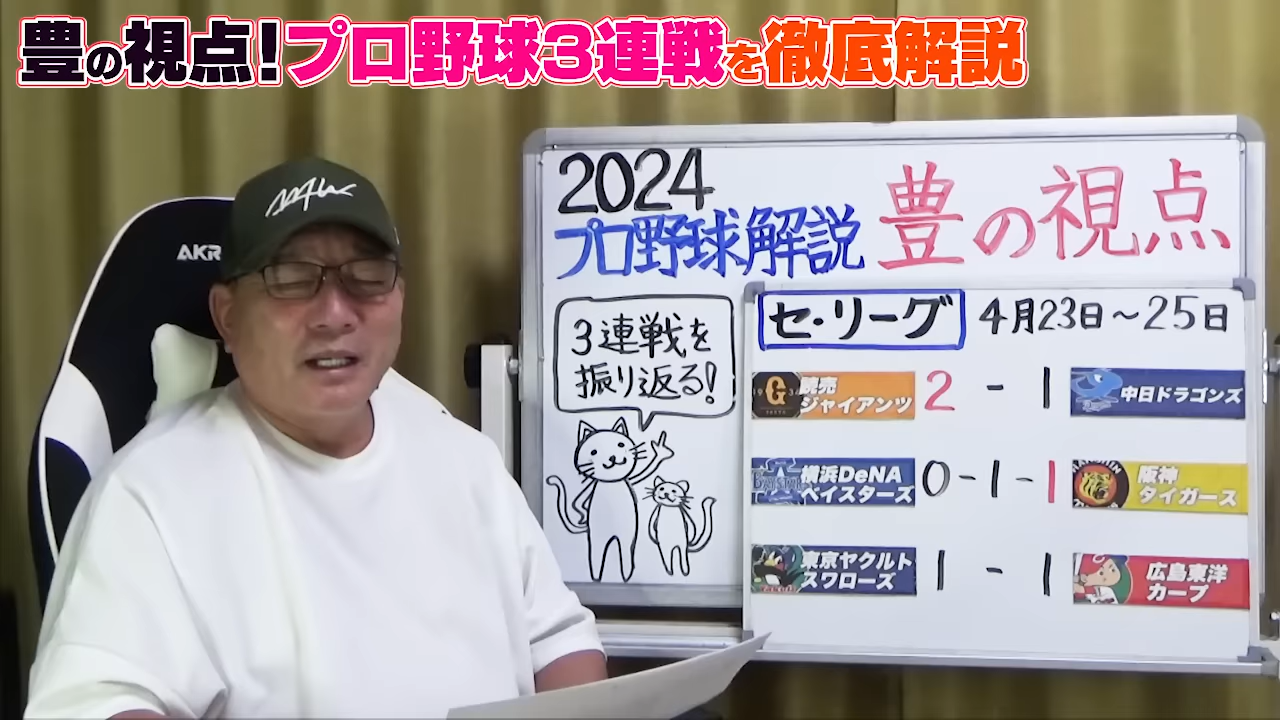 豊の視点!プロ野球3連戦を徹底解説
AKR
2024
プロ野球解説 豊の視点
3連戦を
振り返る!
セ・リーグ 4月23日~25日
読売
ジャイアンツ 2 - 1 中日ドラゴンズ
横浜DeNA
ベイスターズ 0-1-1 阪神
タイガース
東京ヤクルト
スワローズ 1 - 1 広島東洋
カープ